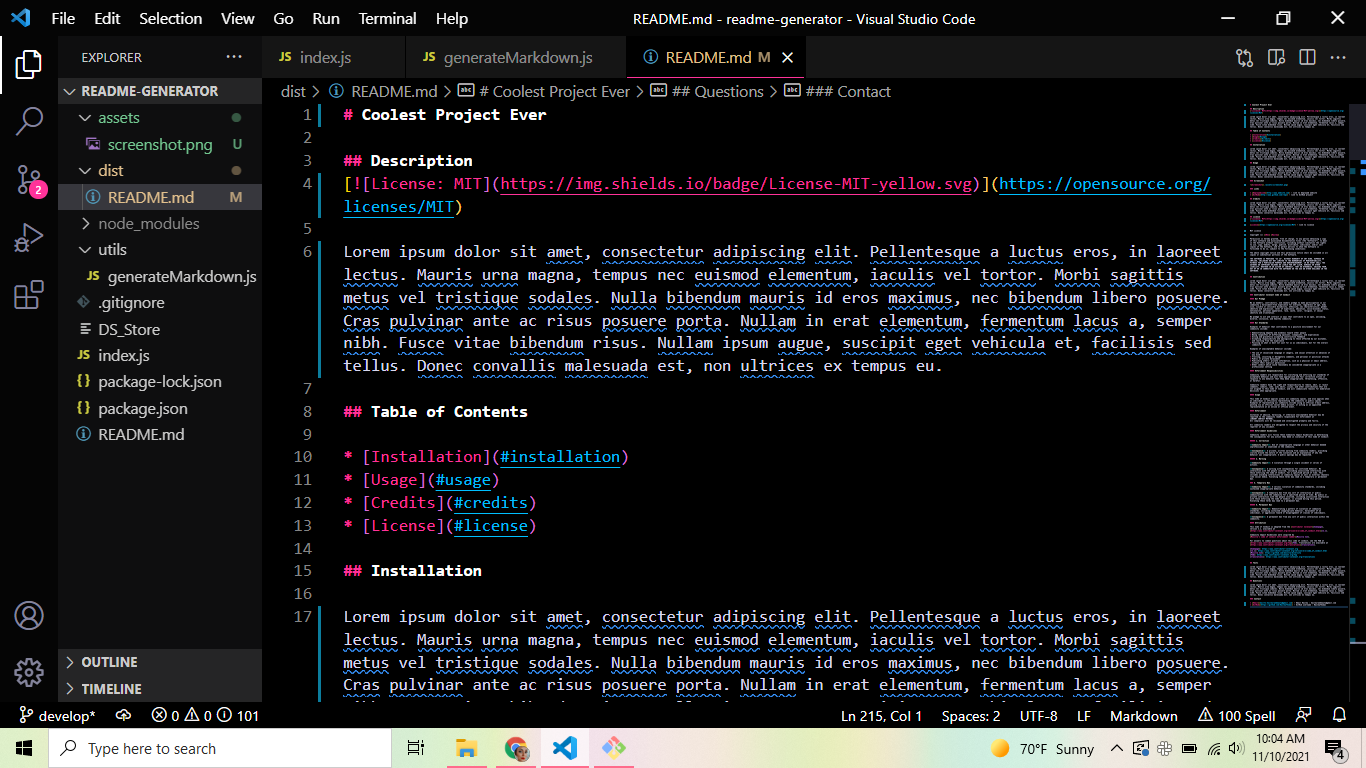 File Edit Selection View Go Run Terminal Help README.md - readme-generator - Visual Studio Code
EXPLORER ···
JS index.js
JS generateMarkdown.js
README.md M
README-GENERATOR
assets
screenshot.png U
dist
README.md M
node_modules
utils
JS generateMarkdown.js
.gitignore
DS_Store
JS index.js
{} package-lock.json
{} package.json
README.md
OUTLINE
TIMELINE
2
dist > README.md > # Coolest Project Ever > ## Questions > ### Contact
1 # Coolest Project Ever
2
3 ## Description
4 [![License: MIT](https://img.shields.io/badge/License-MIT-yellow.svg)](https://opensource.org/
licenses/MIT)
5
6 Lorem ipsum dolor sit amet, consectetur adipiscing elit. Pellentesque a luctus eros, in laoreet
lectus. Mauris urna magna, tempus nec euismod elementum, iaculis vel tortor. Morbi sagittis
metus vel tristique sodales. Nulla bibendum mauris id eros maximus, nec bibendum libero posuere.
Cras pulvinar ante ac risus posuere porta. Nullam in erat elementum, fermentum lacus a, semper
nibh. Fusce vitae bibendum risus. Nullam ipsum augue, suscipit eget vehicula et, facilisis sed
tellus. Donec convallis malesuada est, non ultrices ex tempus eu.
7
8 ## Table of Contents
9
10 * [Installation](#installation)
11 * [Usage](#usage)
12 * [Credits](#credits)
13 * [License](#license)
14
15 ## Installation
16
17 Lorem ipsum dolor sit amet, consectetur adipiscing elit. Pellentesque a luctus eros, in laoreet
lectus. Mauris urna magna, tempus nec euismod elementum, iaculis vel tortor. Morbi sagittis
metus vel tristique sodales. Nulla bibendum mauris id eros maximus, nec bibendum libero posuere.
Cras pulvinar ante ac risus posuere porta. Nullam in erat elementum, fermentum lacus a, semper
develop* 0 0 101 Ln 215, Col 1 Spaces: 2 UTF-8 LF Markdown 100 Spell
Type here to search 70°F Sunny 10:04 AM
11/10/2021
4